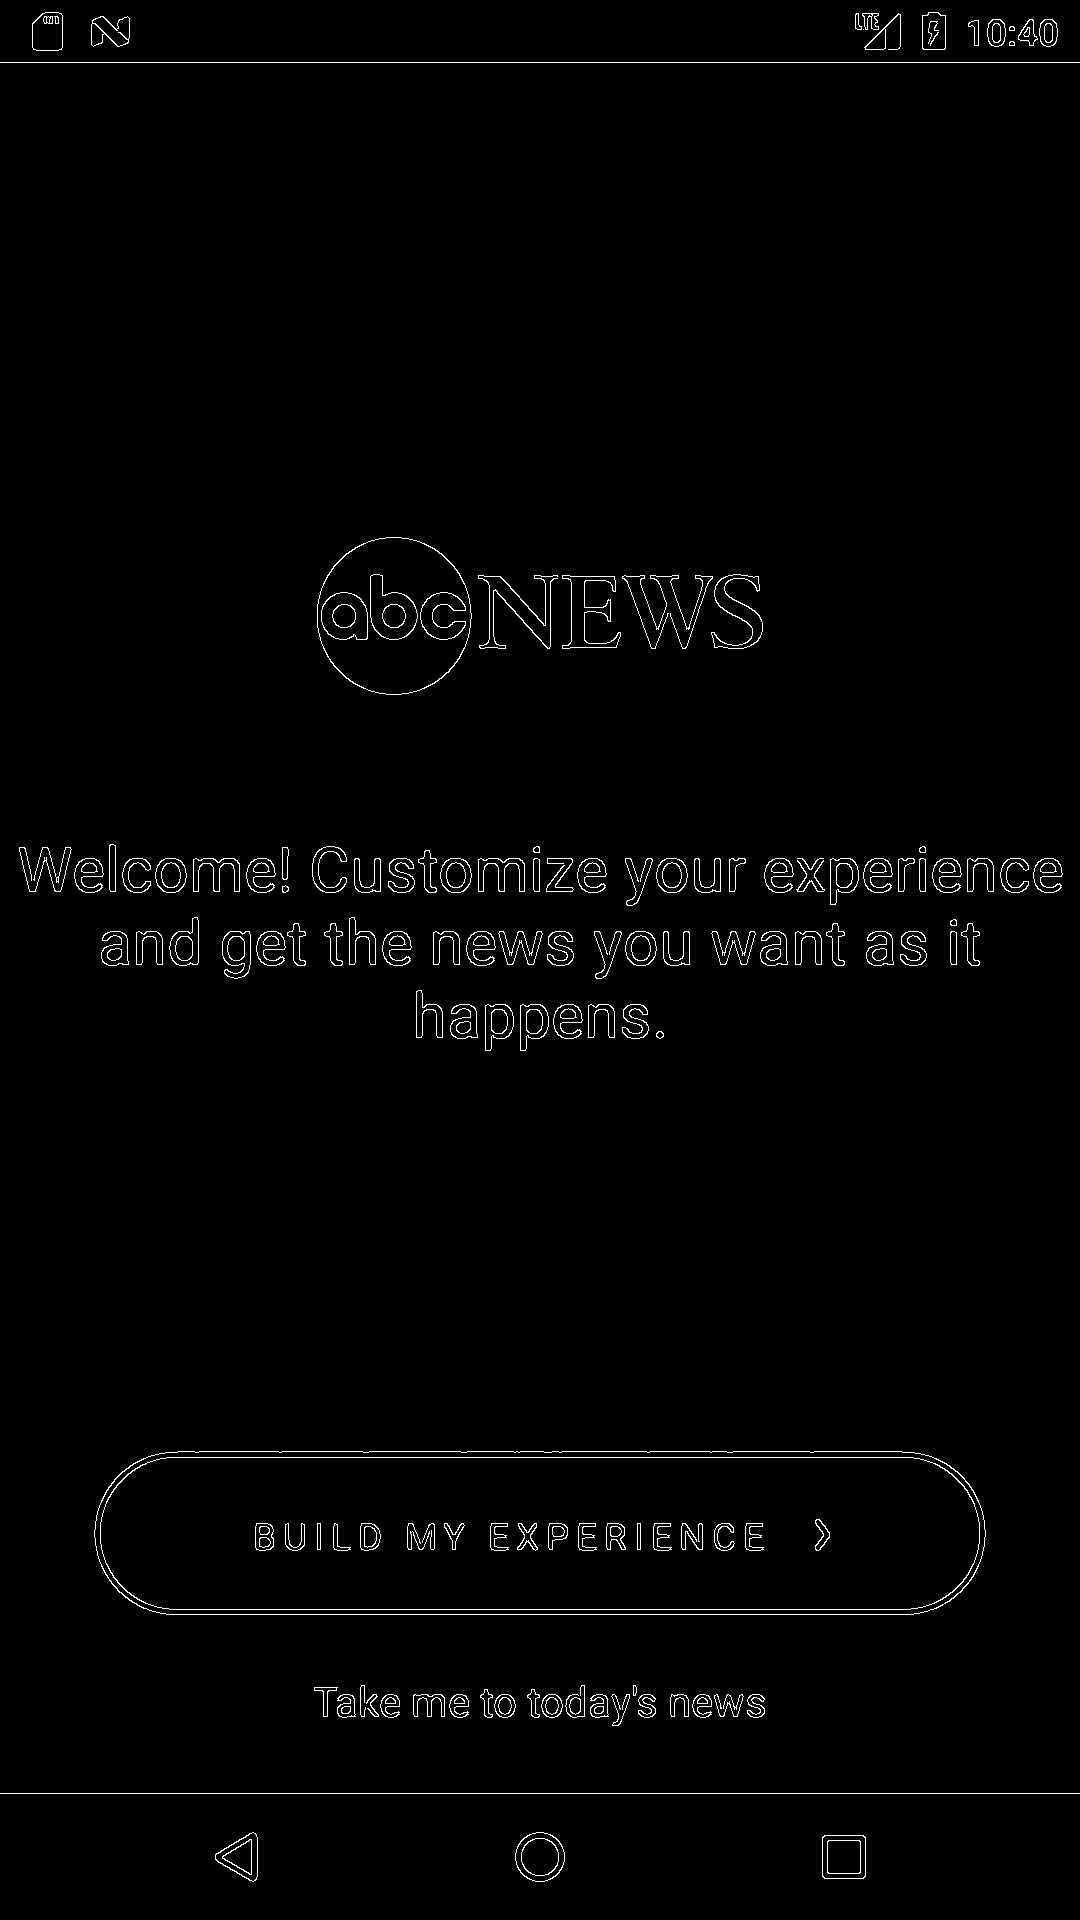 LTE 10:40
abc NEWS
Welcome! Customize your experience
and get the news you want as it
happens.
BUILD MY EXPERIENCE
Take me to today's news